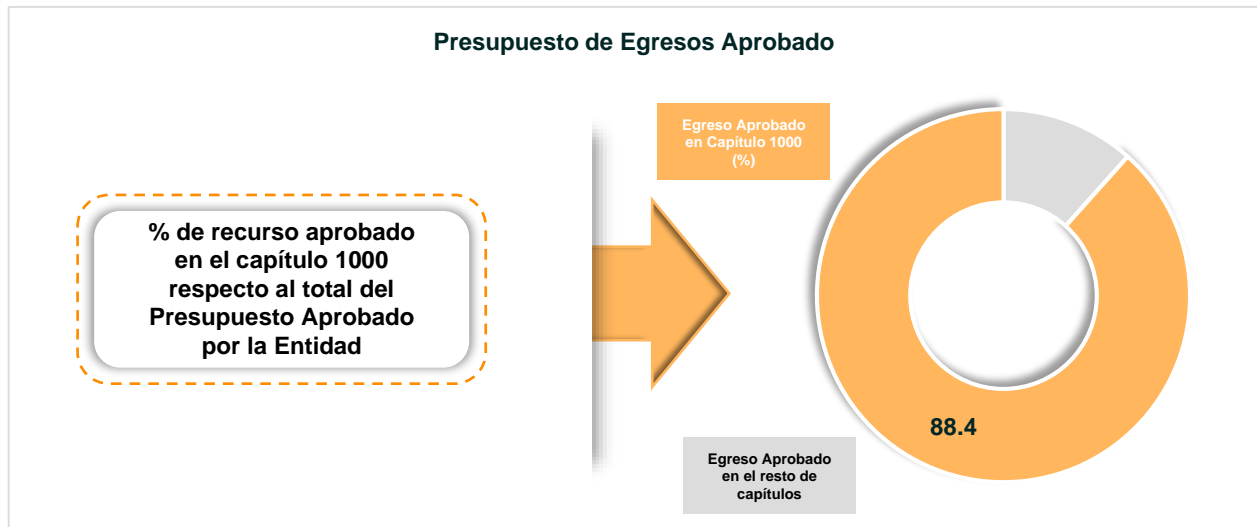 Presupuesto de Egresos Aprobado
Egreso Aprobado
en Capítulo 1000
(%)
% de recurso aprobado
en el capítulo 1000
respecto al total del
Presupuesto Aprobado
por la Entidad
88.4
Egreso Aprobado
en el resto de
capítulos